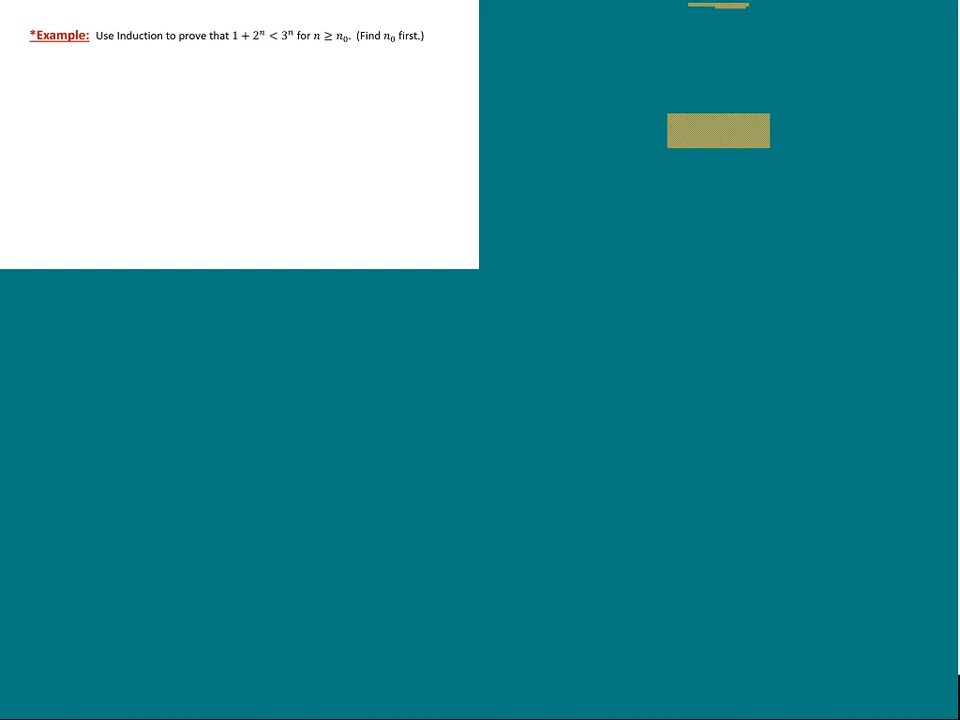 *Example: Use Induction to prove that 1 + 2ⁿ < 3ⁿ for n ≥ n₀. (Find n₀ first.)